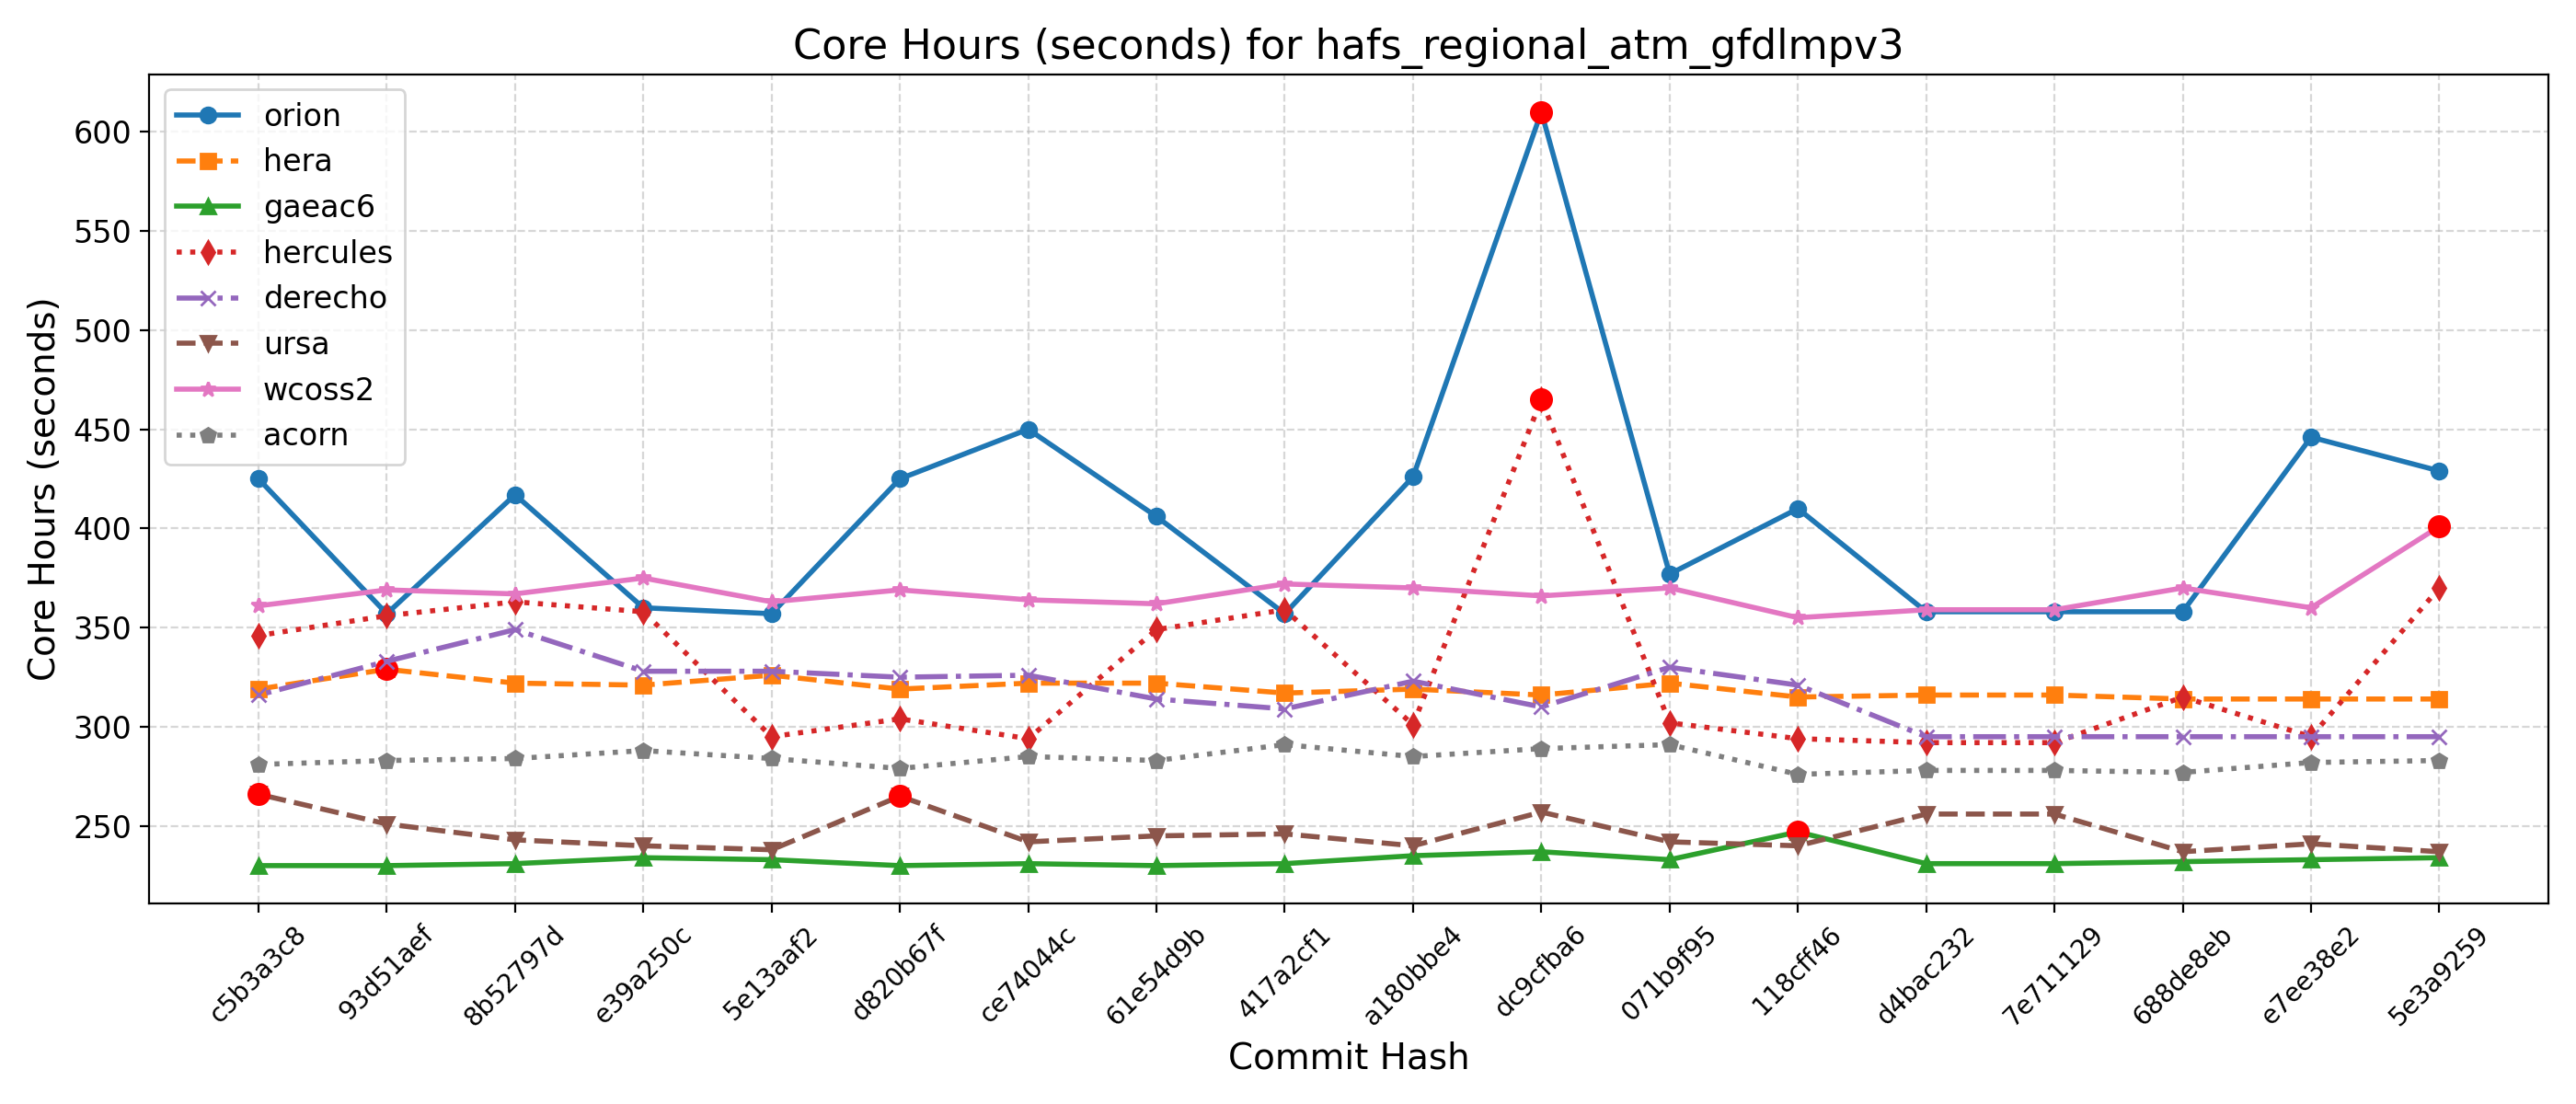 Core Hours (seconds) for hafs_regional_atm_gfdlmpv3
Core Hours (seconds)
600
550
500
450
400
350
300
250
orion
hera
gaeac6
hercules
derecho
ursa
wcoss2
acorn
c5b3a3c8
93d51aef
8b52797d
e39a250c
5e13aaf2
d820b67f
ce74044c
61e54d9b
417a2cf1
a180bbe4
dc9cfba6
071b9f95
118cff46
d4bac232
7e711129
688de8eb
e7ee38e2
5e3a9259
Commit Hash